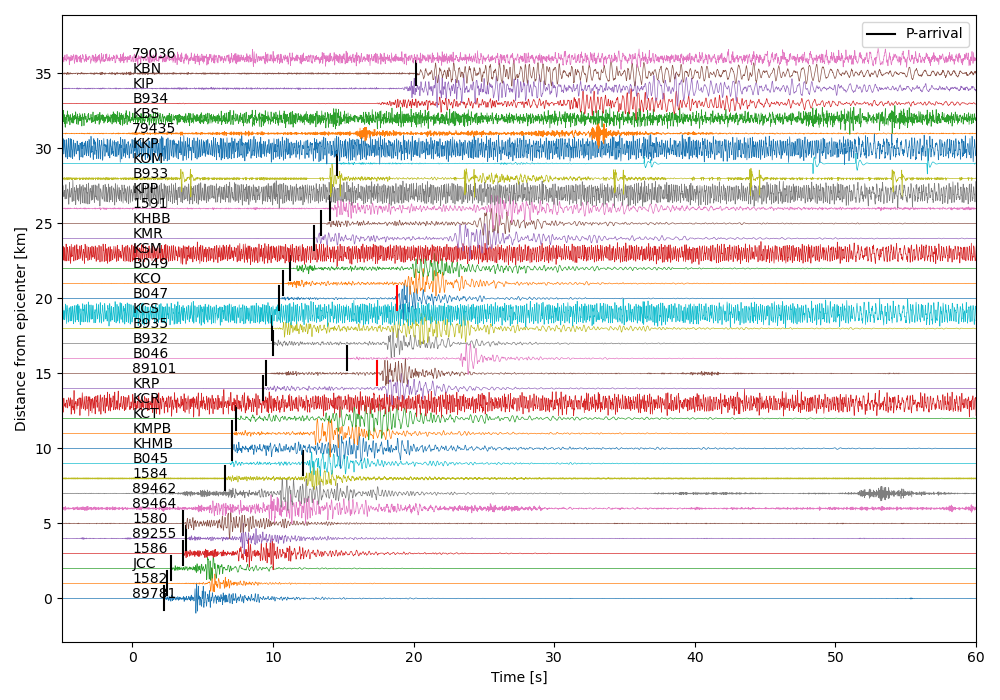 P-arrival
79036
KBN
KIP
B934
KBS
79435
KKP
KOM
B933
KPP
1591
KHBB
KMR
KSM
B049
KCO
B047
KCS
B935
B932
B046
89101
KRP
KCR
KCT
KMPB
KHMB
B045
1584
89462
89464
1580
89255
1586
JCC
1582
89781
35
30
25
20
15
10
5
0
Distance from epicenter [km]
0 10 20 30 40 50 60
Time [s]